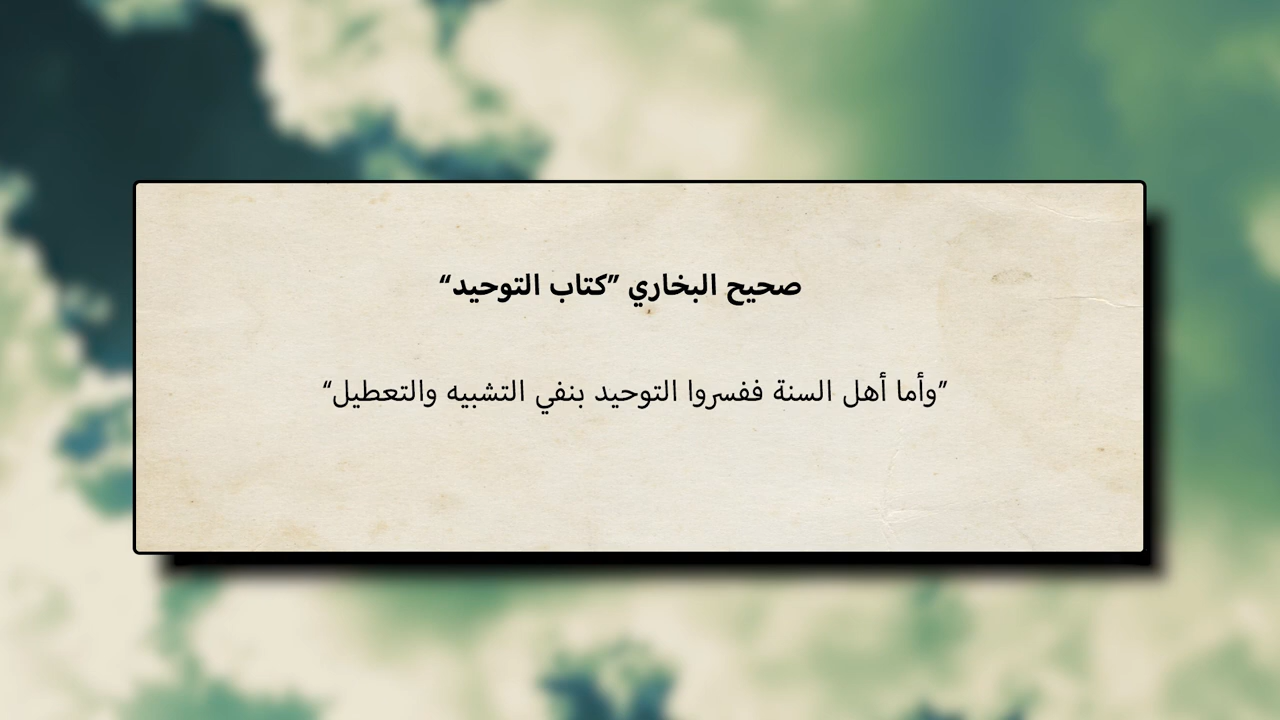 صحيح البخاري ”كتاب التوحيد“
”وأما أهل السنة ففسروا التوحيد بنفي التشبيه والتعطيل“